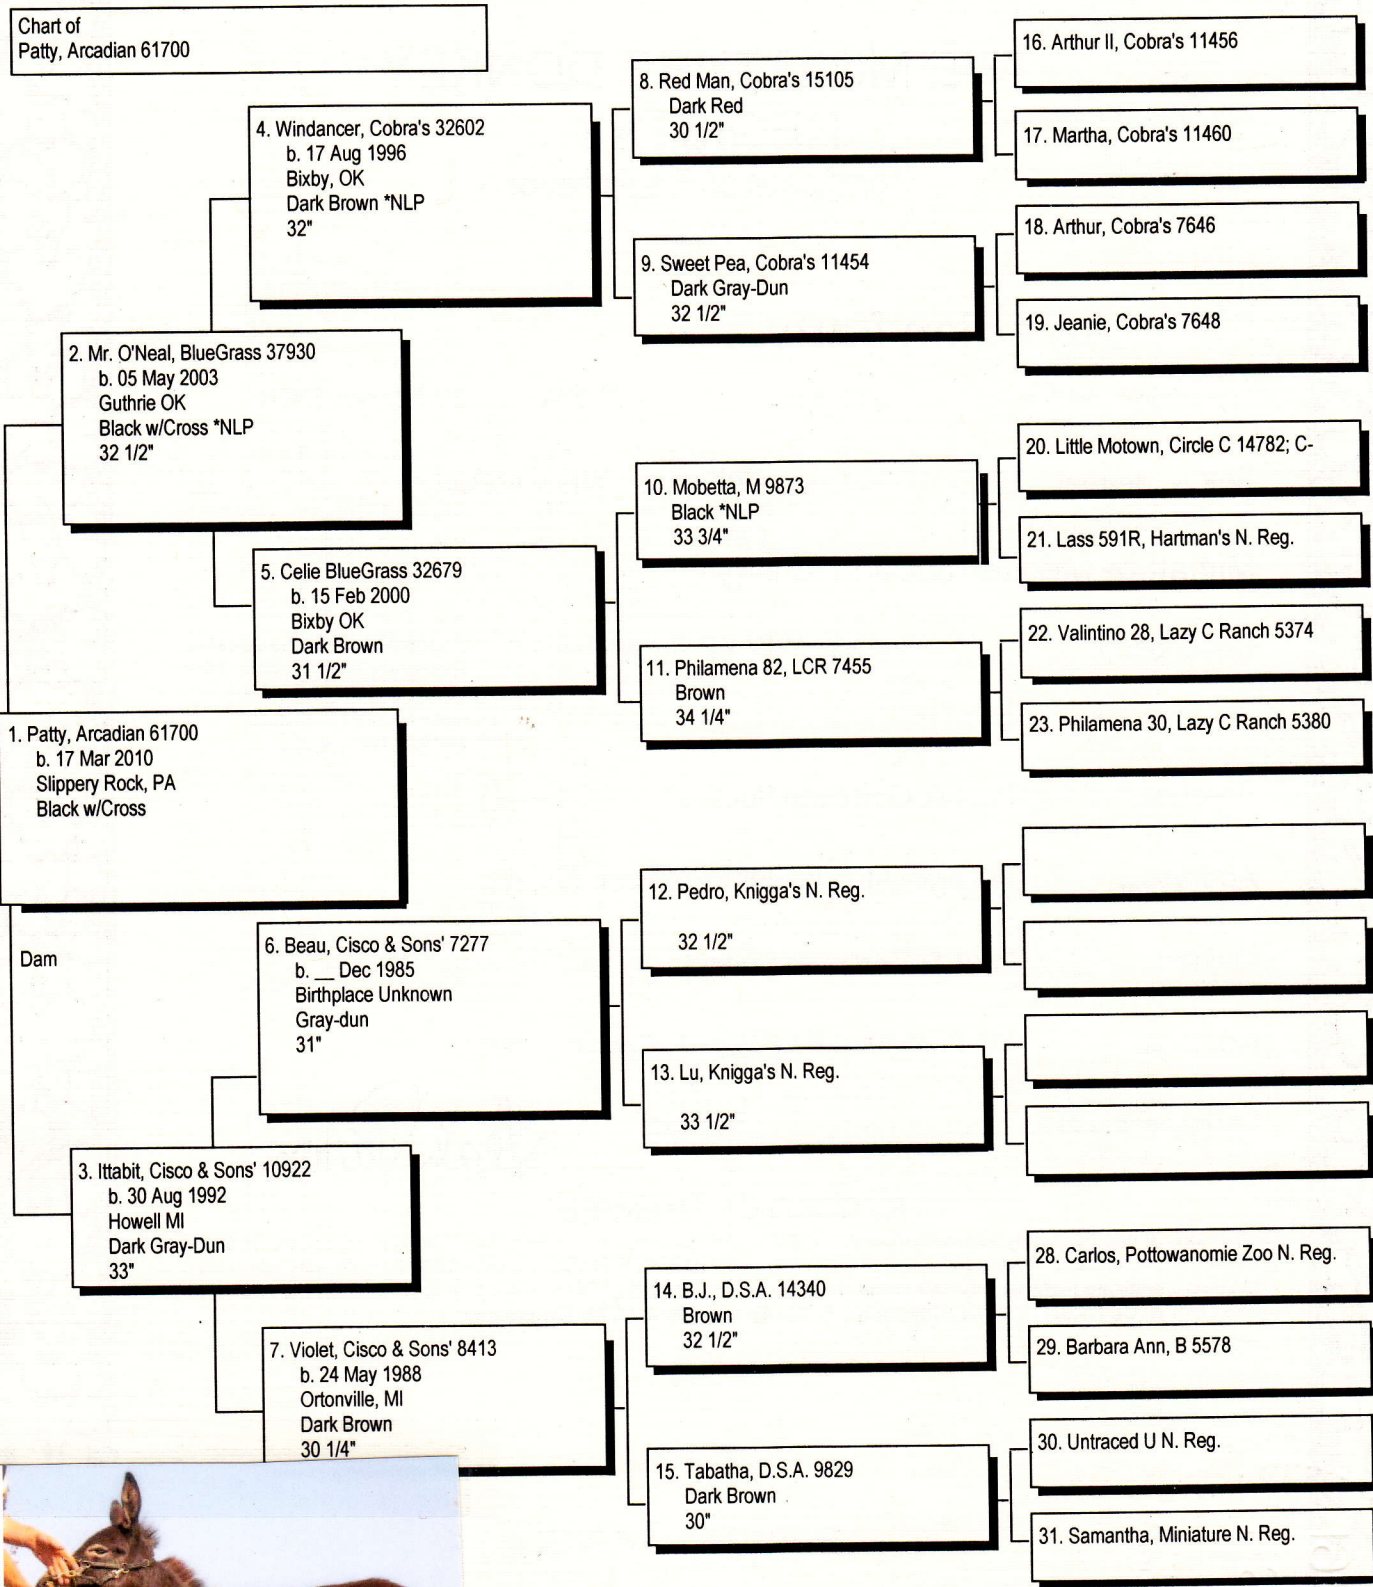 Chart of
Patty, Arcadian 61700
1. Patty, Arcadian 61700
b. 17 Mar 2010
Slippery Rock, PA
Black w/Cross
Dam
2. Mr. O'Neal, BlueGrass 37930
b. 05 May 2003
Guthrie OK
Black w/Cross *NLP
32 1/2"
3. Ittabit, Cisco & Sons' 10922
b. 30 Aug 1992
Howell MI
Dark Gray-Dun
33"
4. Windancer, Cobra's 32602
b. 17 Aug 1996
Bixby, OK
Dark Brown *NLP
32"
5. Celie BlueGrass 32679
b. 15 Feb 2000
Bixby OK
Dark Brown
31 1/2"
6. Beau, Cisco & Sons' 7277
b. __ Dec 1985
Birthplace Unknown
Gray-dun
31"
7. Violet, Cisco & Sons' 8413
b. 24 May 1988
Ortonville, MI
Dark Brown
30 1/4"
8. Red Man, Cobra's 15105
Dark Red
30 1/2"
9. Sweet Pea, Cobra's 11454
Dark Gray-Dun
32 1/2"
10. Mobetta, M 9873
Black *NLP
33 3/4"
11. Philamena 82, LCR 7455
Brown
34 1/4"
12. Pedro, Knigga's N. Reg.
32 1/2"
13. Lu, Knigga's N. Reg.
33 1/2"
14. B.J., D.S.A. 14340
Brown
32 1/2"
15. Tabatha, D.S.A. 9829
Dark Brown
30"
16. Arthur II, Cobra's 11456
17. Martha, Cobra's 11460
18. Arthur, Cobra's 7646
19. Jeanie, Cobra's 7648
20. Little Motown, Circle C 14782; C-
21. Lass 591R, Hartman's N. Reg.
22. Valintino 28, Lazy C Ranch 5374
23. Philamena 30, Lazy C Ranch 5380
28. Carlos, Pottowanomie Zoo N. Reg.
29. Barbara Ann, B 5578
30. Untraced U N. Reg.
31. Samantha, Miniature N. Reg.